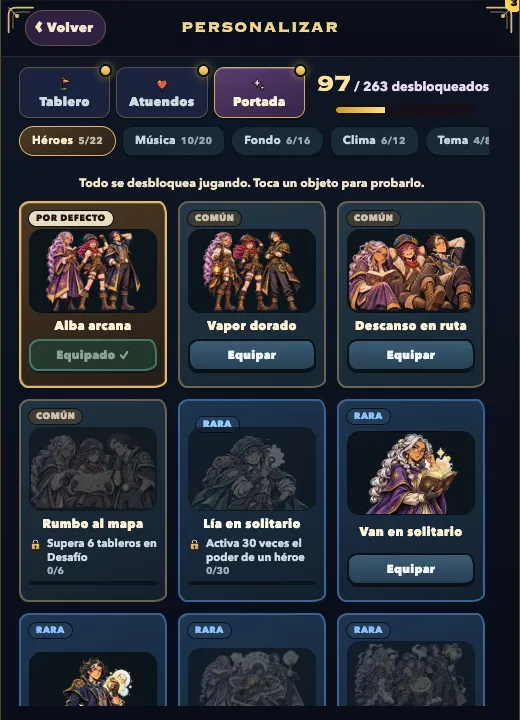 Volver
PERSONALIZAR
3
Tablero
Atuendos
Portada
97 / 263 desbloqueados
Héroes 5/22
Música 10/20
Fondo 6/16
Clima 6/12
Tema 4/8
Todo se desbloquea jugando. Toca un objeto para probarlo.
POR DEFECTO
COMÚN
COMÚN
Alba arcana
Vapor dorado
Descanso en ruta
Equipado ✓
Equipar
Equipar
COMÚN
RARA
RARA
Rumbo al mapa
Supera 6 tableros en
Desafío
0/6
Lía en solitario
Activa 30 veces el
poder de un héroe
0/30
Van en solitario
Equipar
RARA
RARA
RARA